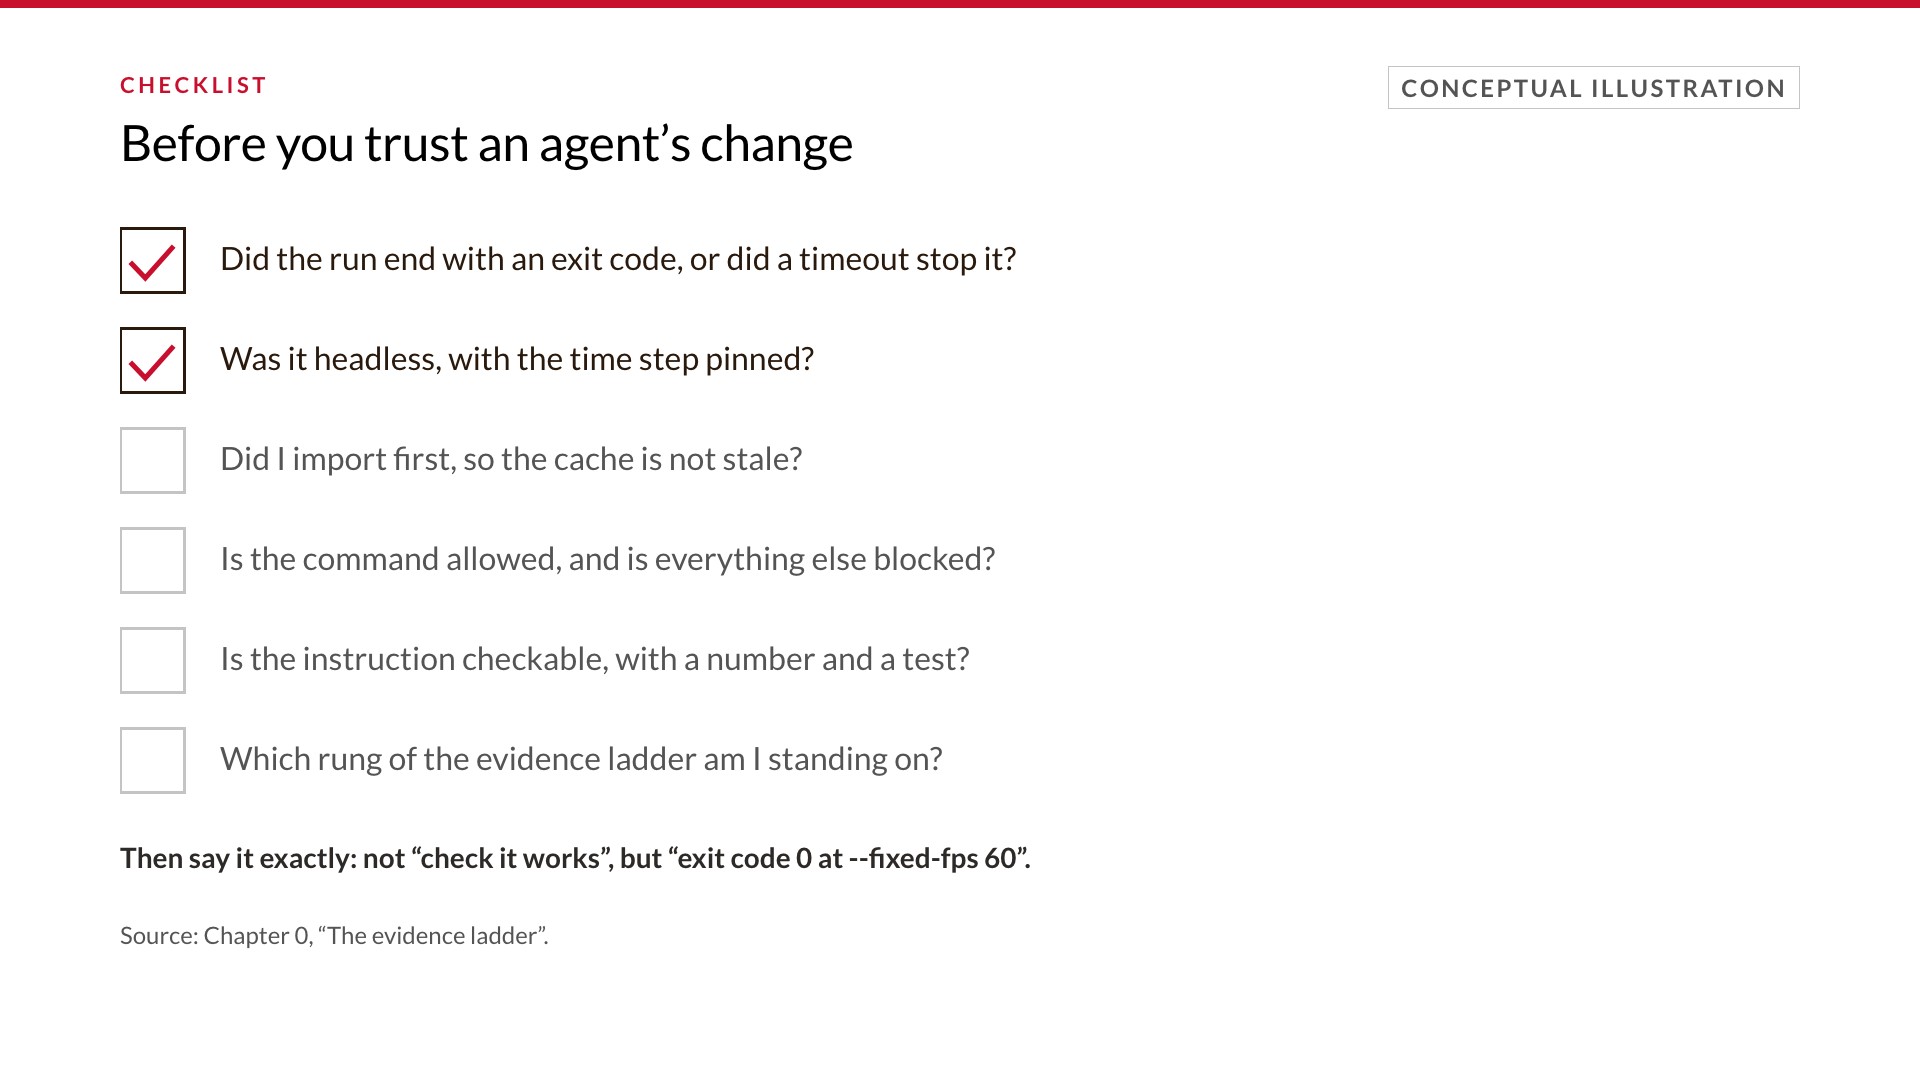 CHECKLIST
CONCEPTUAL ILLUSTRATION
Before you trust an agent’s change
Did the run end with an exit code, or did a timeout stop it?
Was it headless, with the time step pinned?
Did I import first, so the cache is not stale?
Is the command allowed, and is everything else blocked?
Is the instruction checkable, with a number and a test?
Which rung of the evidence ladder am I standing on?
Then say it exactly: not “check it works”, but “exit code 0 at --fixed-fps 60”.
Source: Chapter 0, “The evidence ladder”.